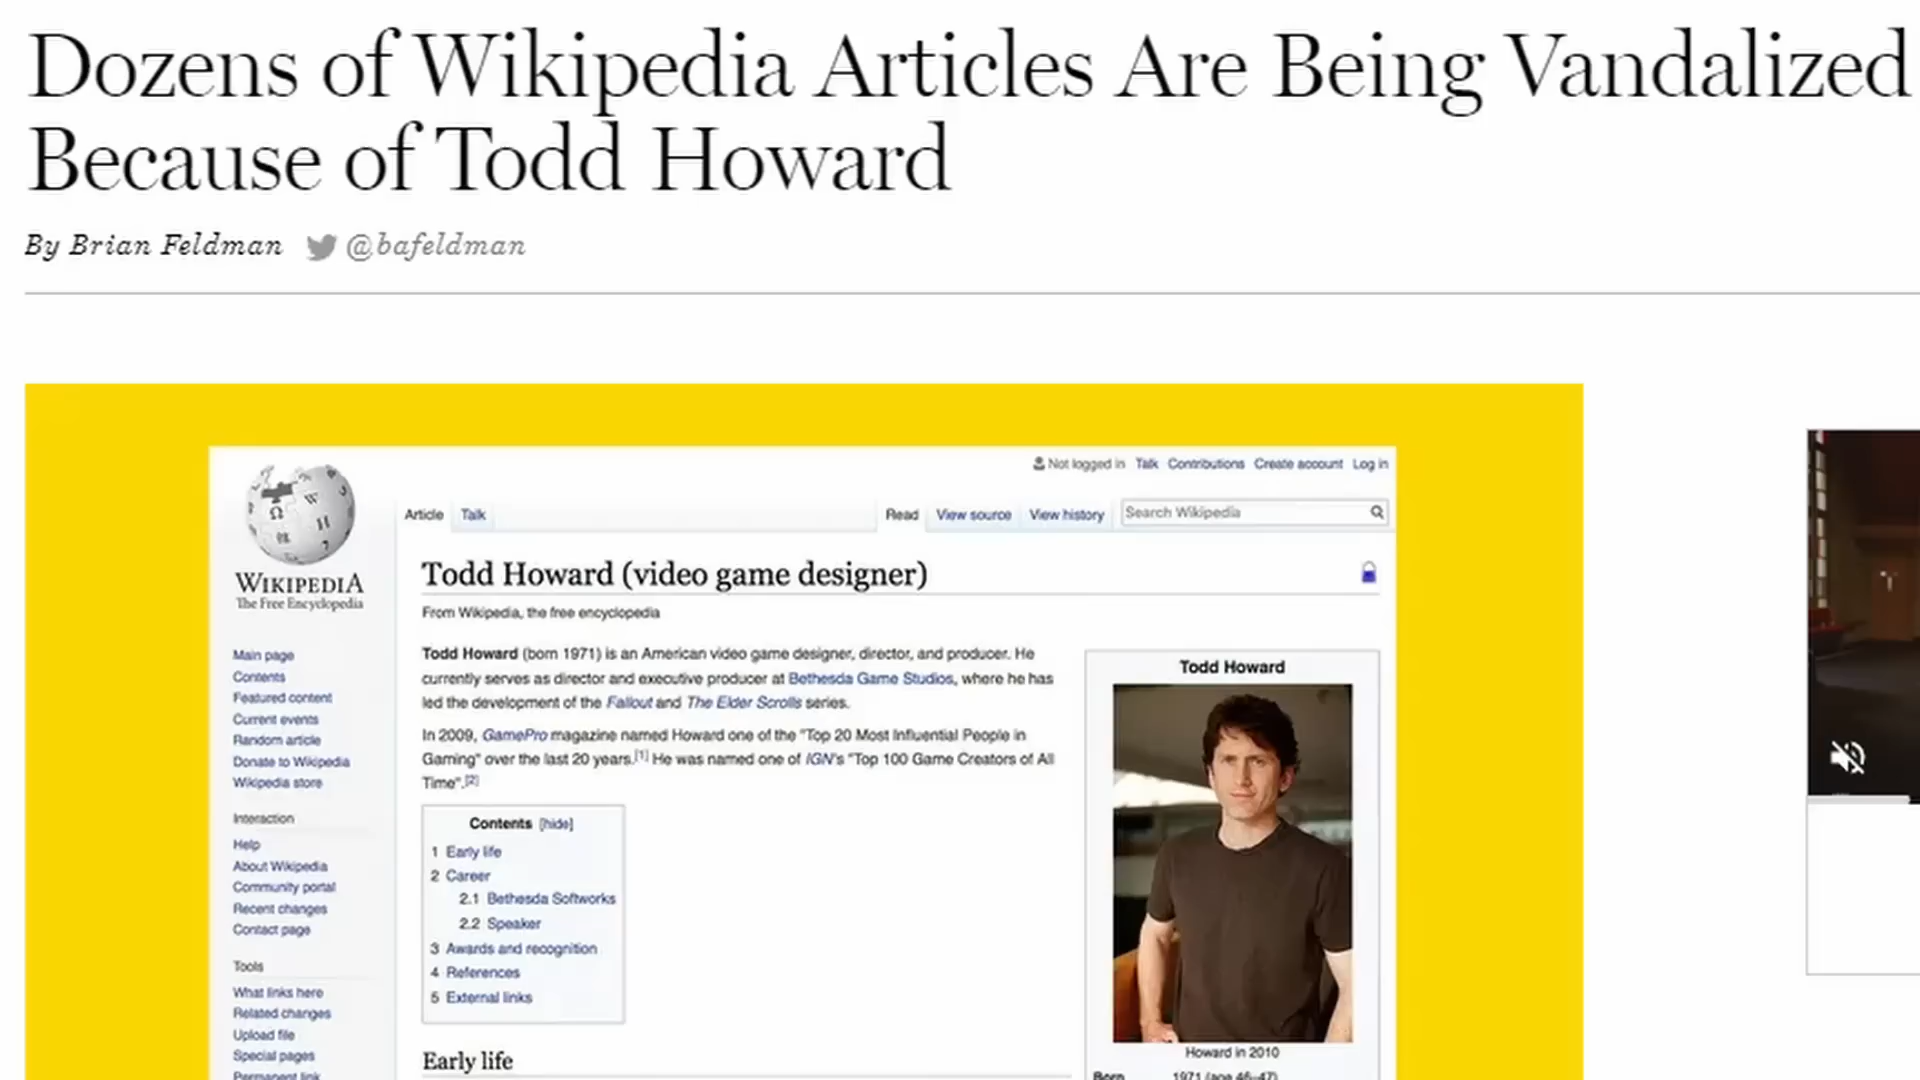 Dozens of Wikipedia Articles Are Being Vandalized
Because of Todd Howard
By Brian Feldman @bafeldman
Not logged in Talk Contributions Create account Log in
Article Talk Read View source View history Search Wikipedia
WIKIPEDIA
The Free Encyclopedia
Main page
Contents
Featured content
Current events
Random article
Donate to Wikipedia
Wikipedia store
Interaction
Help
About Wikipedia
Community portal
Recent changes
Contact page
Tools
What links here
Related changes
Upload file
Special pages
Permanent link
Todd Howard (video game designer)
From Wikipedia, the free encyclopedia
Todd Howard (born 1971) is an American video game designer, director, and producer. He
currently serves as director and executive producer at Bethesda Game Studios, where he has
led the development of the Fallout and The Elder Scrolls series.
In 2009, GamePro magazine named Howard one of the "Top 20 Most Influential People in
Gaming" over the last 20 years.[1] He was named one of IGN's "Top 100 Game Creators of All
Time".[2]
Contents [hide]
1 Early life
2 Career
2.1 Bethesda Softworks
2.2 Speaker
3 Awards and recognition
4 References
5 External links
Early life
Todd Howard
Howard in 2010
Born 1971 (age 46–47)